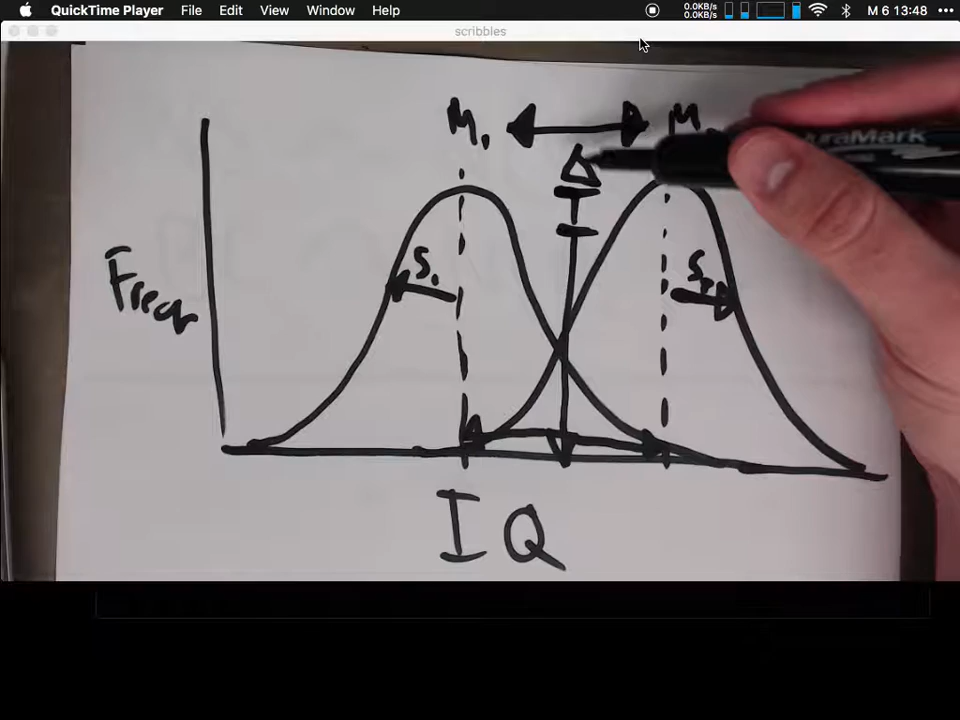 QuickTime Player File Edit View Window Help 0.0KB/s 0.0KB/s M 6 13:48
scribbles
M₁ M
Δ
S₁ S₂
Freq
IQ